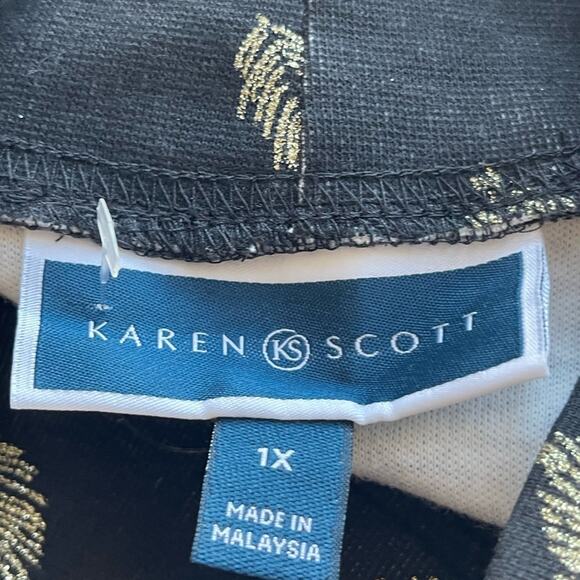 KAREN KS SCOTT
1X
MADE IN
MALAYSIA